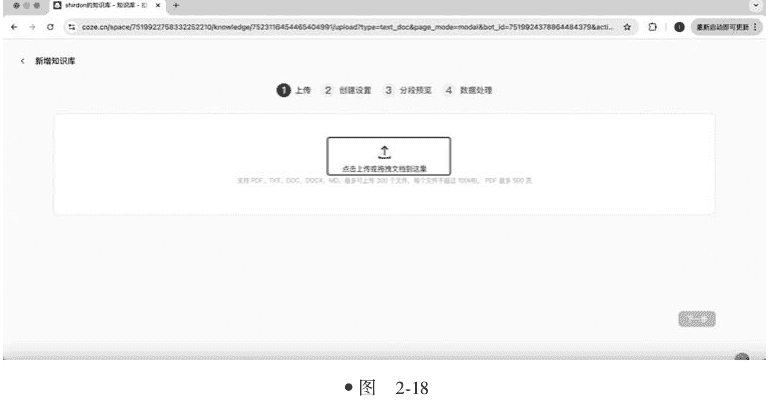 shirdon的知识库 - 知识库 - 扣
coze.cn/space/7519922758332252210/knowledge/7523116454465404991/upload?type=text_doc&page_mode=modal&bot_id=7519924378864484379&acti...
重新启动即可更新
新增知识库
1 上传 2 创建设置 3 分段预览 4 数据处理
点击上传或拖拽文档到这里
支持 PDF、TXT、DOC、DOCX、MD，最多可上传 300 个文件，每个文件不超过 100MB，PDF 最多 500 页
下一步
●图 2-18